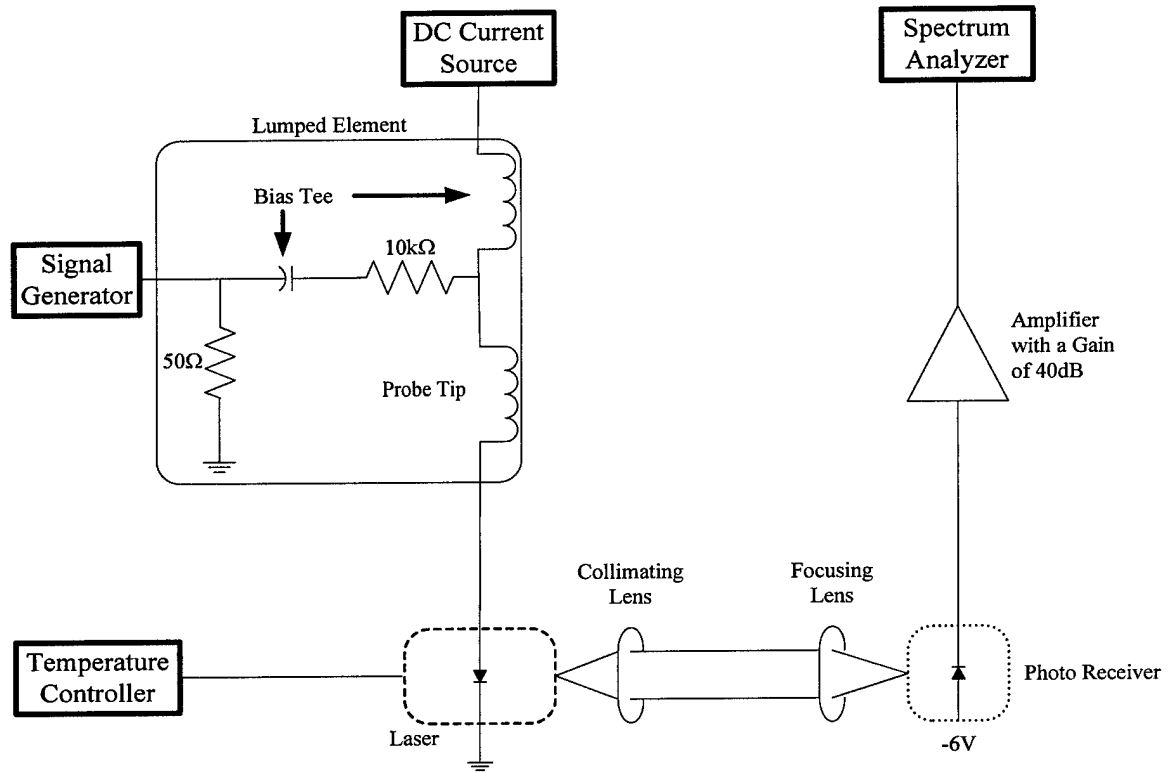 DC Current
Source
Spectrum
Analyzer
Lumped Element
Bias Tee
10kΩ
Signal
Generator
50Ω
Probe Tip
Amplifier
with a Gain
of 40dB
Collimating
Lens
Focusing
Lens
Temperature
Controller
Laser
Photo Receiver
-6V